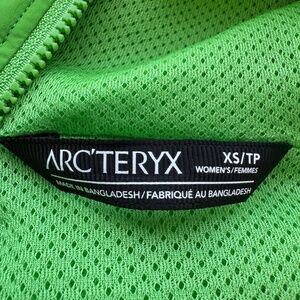 ARC'TERYX
XS/TP
WOMEN'S/FEMMES
MADE IN BANGLADESH/FABRIQUÉ AU BANGLADESH